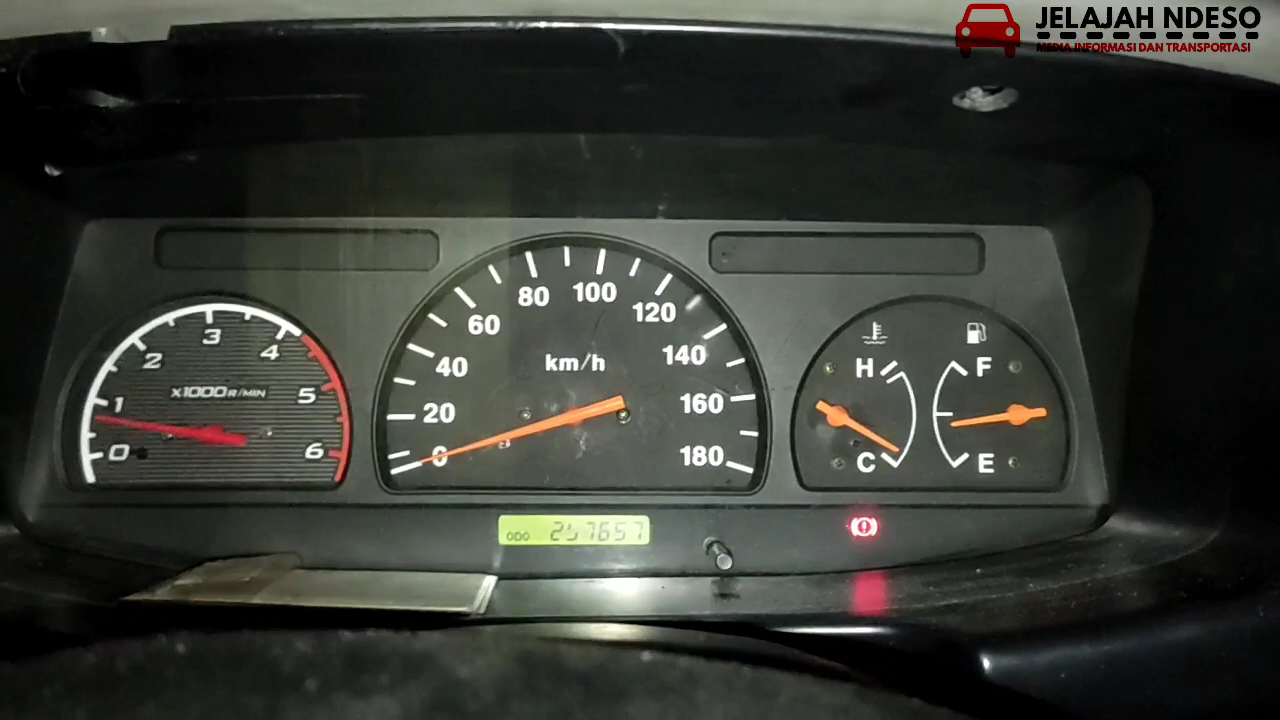 JELAJAH NDESO
MEDIA INFORMASI DAN TRANSPORTASI
0 1 2 3 4 5 6
X1000 R/MIN
0 20 40 60 80 100 120 140 160 180
km/h
H
C
F
E
ODO